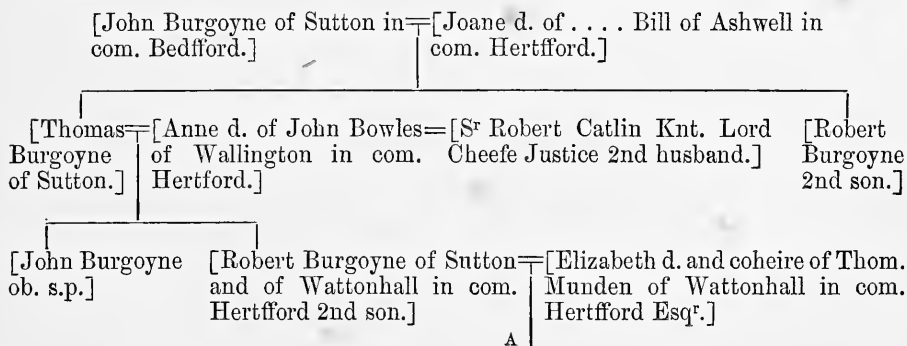 [John Burgoyne of Sutton in=[Joane d. of . . . . Bill of Ashwell in
com. Bedfford.] com. Hertfford.]
[Thomas=[Anne d. of John Bowles=[Sʳ Robert Catlin Knt. Lord [Robert
Burgoyne of Wallington in com. Cheefe Justice 2nd husband.] Burgoyne
of Sutton.] Hertford.] 2nd son.]
[John Burgoyne [Robert Burgoyne of Sutton=[Elizabeth d. and coheire of Thom.
ob. s.p.] and of Wattonhall in com. Munden of Wattonhall in com.
Hertfford 2nd son.] Hertfford Esqʳ.]
A